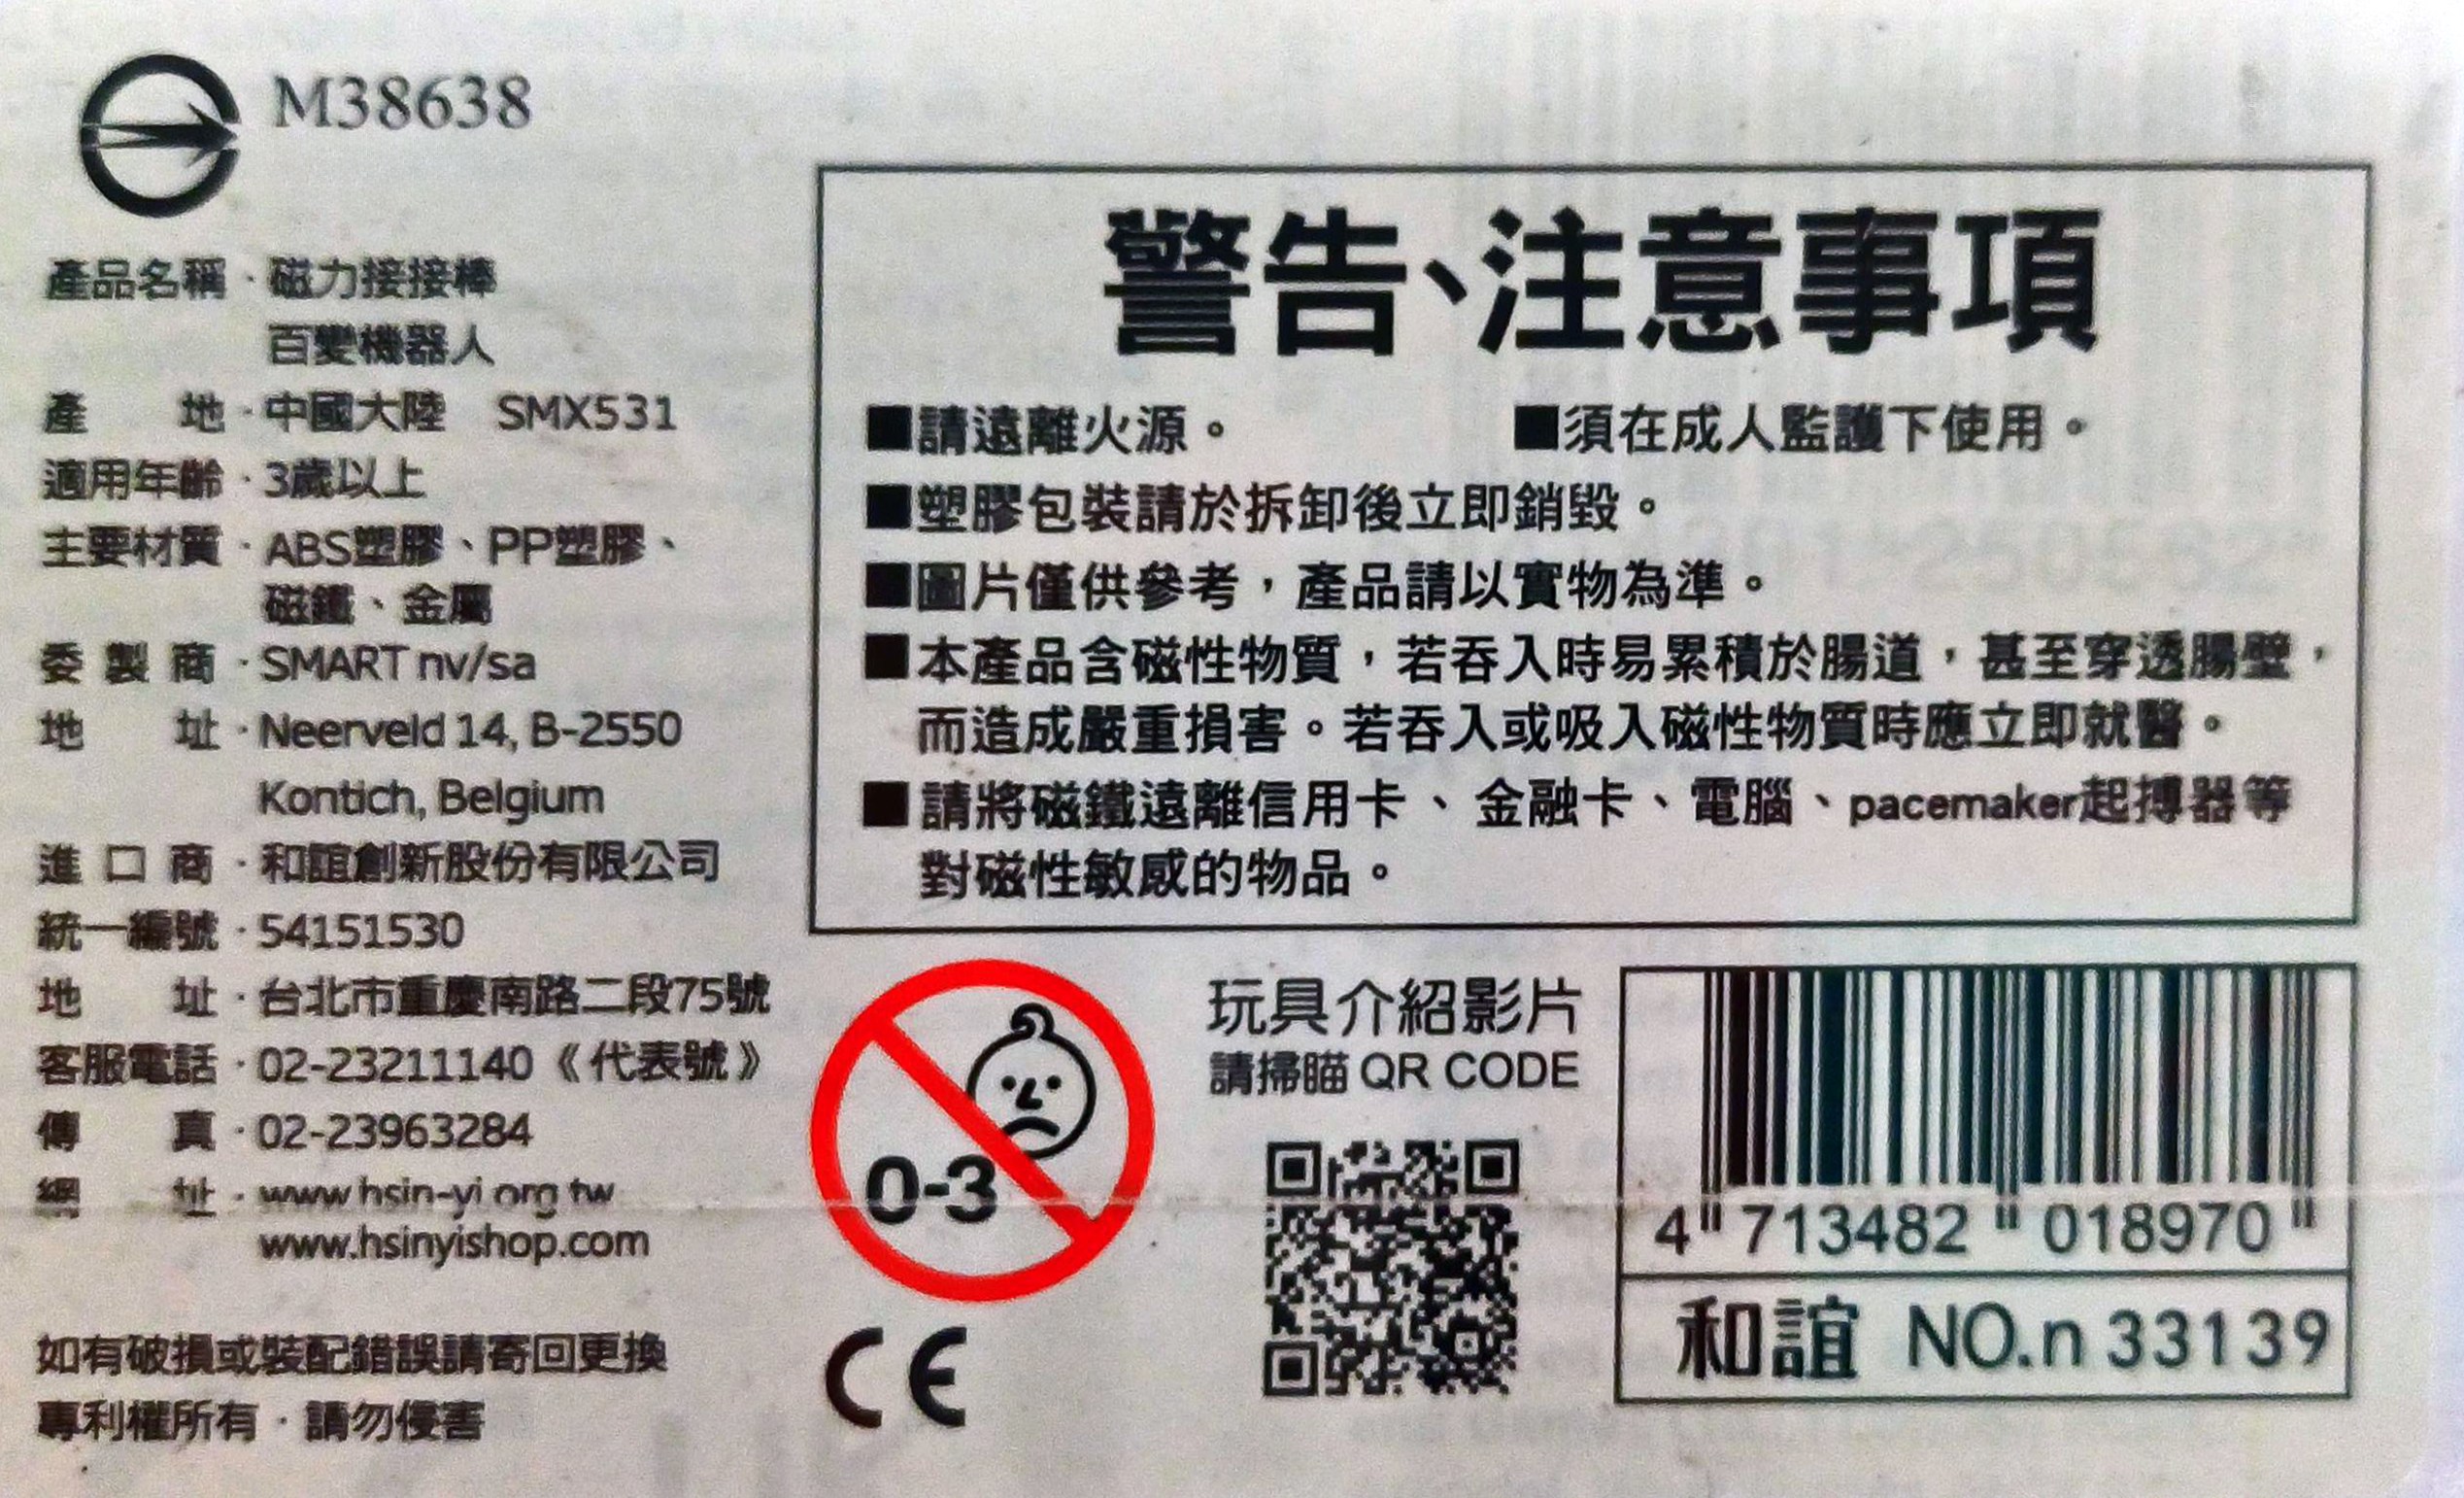 M38638
產品名稱·磁力接接棒
百變機器人
產地·中國大陸 SMX531
適用年齡·3歲以上
主要材質·ABS塑膠、PP塑膠、
磁鐵、金屬
委製商·SMART nv/sa
地址·Neerveld 14, B-2550
Kontich, Belgium
進口商·和誼創新股份有限公司
統一編號·54151530
地址·台北市重慶南路二段75號
客服電話·02-23211140《代表號》
傳真·02-23963284
網址·www.hsin-yi.org.tw
www.hsinyishop.com
如有破損或裝配錯誤請寄回更換
專利權所有·請勿侵害
警告、注意事項
■請遠離火源。 ■須在成人監護下使用。
■塑膠包裝請於拆卸後立即銷毀。
■圖片僅供參考，產品請以實物為準。
■本產品含磁性物質，若吞入時易累積於腸道，甚至穿透腸壁，
而造成嚴重損害。若吞入或吸入磁性物質時應立即就醫。
■請將磁鐵遠離信用卡、金融卡、電腦、pacemaker起搏器等
對磁性敏感的物品。
0-3
CE
玩具介紹影片
請掃瞄 QR CODE
4" 713482 " 018970 "
和誼 NO.n 33139